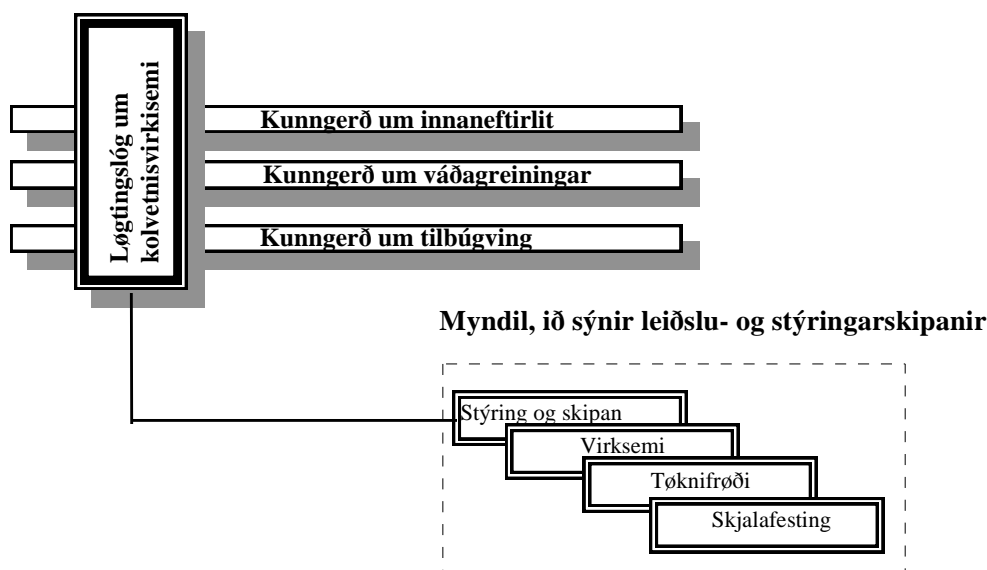 Løgtingslóg um
kolvetnisvirkisemi
Kunngerð um innaneftirlit
Kunngerð um váðagreiningar
Kunngerð um tilbúgving
Myndil, ið sýnir leiðslu- og stýringarskipanir
Stýring og skipan
Virksemi
Tøknifrøði
Skjalafesting